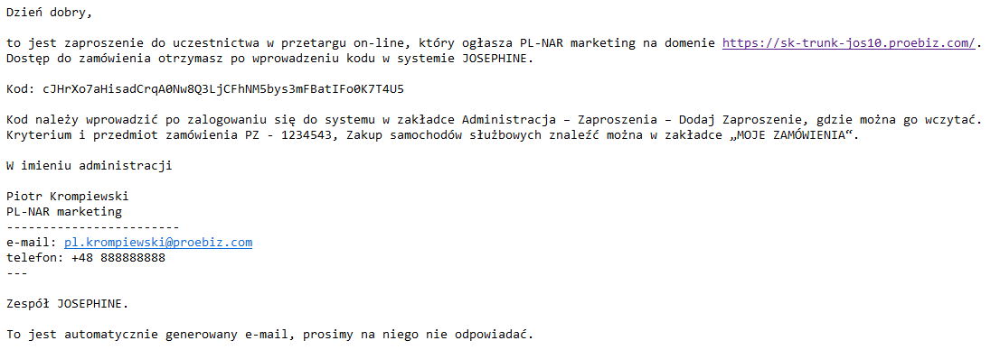 Dzień dobry,
to jest zaproszenie do uczestnictwa w przetargu on-line, który ogłasza PL-NAR marketing na domenie https://sk-trunk-jos10.proebiz.com/.
Dostęp do zamówienia otrzymasz po wprowadzeniu kodu w systemie JOSEPHINE.
Kod: cJHrXo7aHisadCrqA0Nw8Q3LjCFhNM5bys3mFBatIFo0K7T4U5
Kod należy wprowadzić po zalogowaniu się do systemu w zakładce Administracja – Zaproszenia – Dodaj Zaproszenie, gdzie można go wczytać.
Kryterium i przedmiot zamówienia PZ - 1234543, Zakup samochodów służbowych znaleźć można w zakładce „MOJE ZAMÓWIENIA“.
W imieniu administracji
Piotr Krompiewski
PL-NAR marketing
------------------------
e-mail: pl.krompiewski@proebiz.com
telefon: +48 888888888
---
Zespół JOSEPHINE.
To jest automatycznie generowany e-mail, prosimy na niego nie odpowiadać.